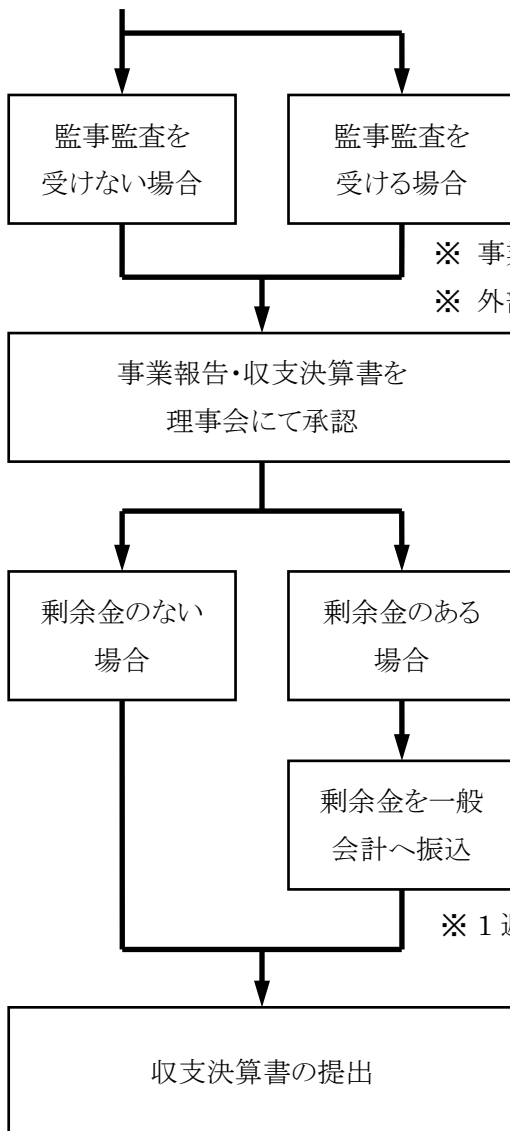 監事監査を
受けない場合
監事監査を
受ける場合
※ 事
※ 外
事業報告・収支決算書を
理事会にて承認
剰余金のない
場合
剰余金のある
場合
剰余金を一般
会計へ振込
※ 1
収支決算書の提出